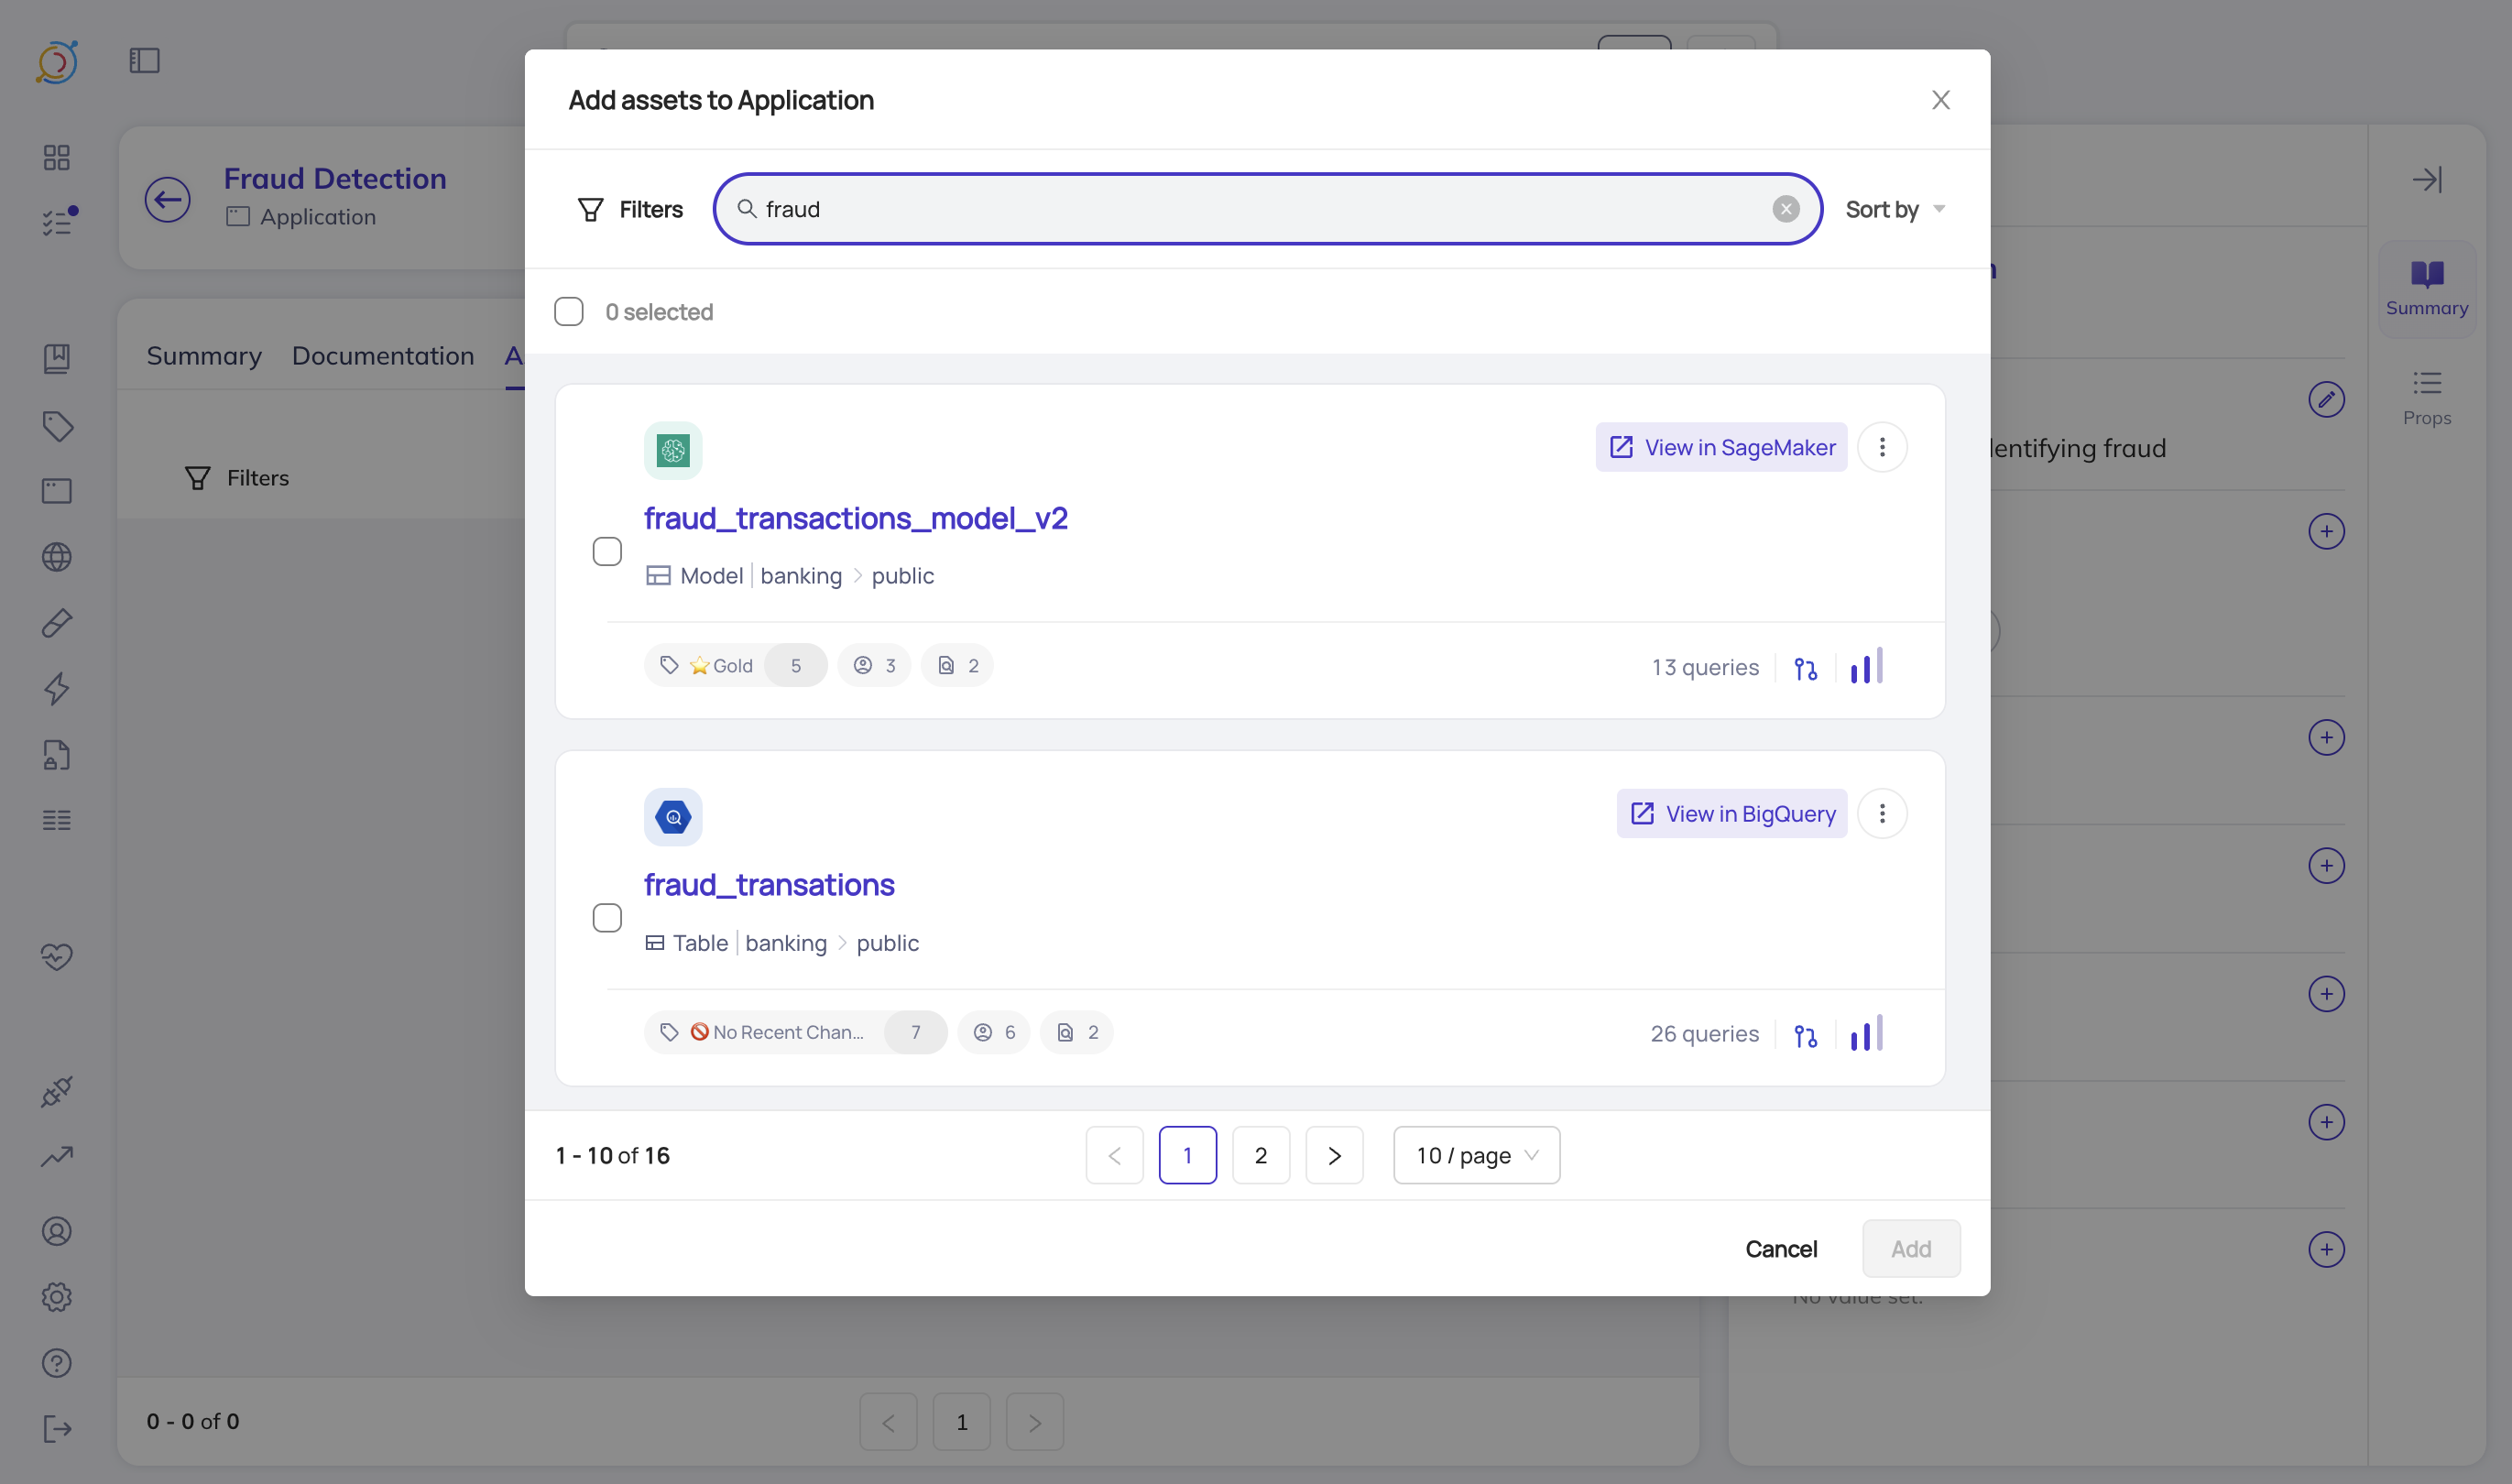 Add assets to Application
Fraud Detection
Application
Filters
fraud
Sort by
0 selected
Summary
Documentation
Filters
View in SageMaker
fraud_transactions_model_v2
Model banking > public
Gold 5 3 2
13 queries
View in BigQuery
fraud_transations
Table banking > public
No Recent Chan... 7 6 2
26 queries
1 - 10 of 16
< 1 2 >
10 / page
Cancel
Add
0 - 0 of 0
< 1 >
fraud
No value set.
Summary
Props